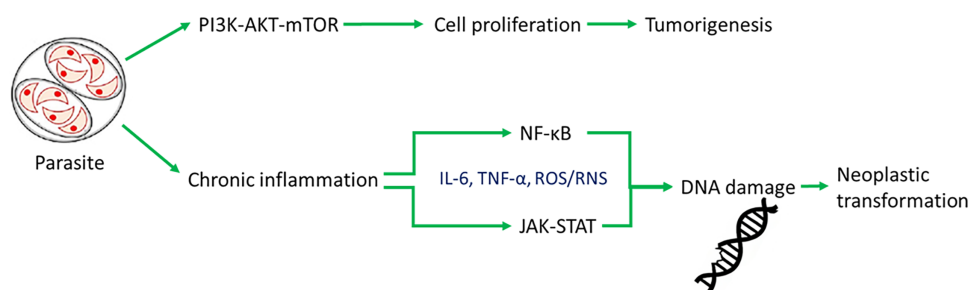 PI3K-AKT-mTOR
Cell proliferation
Tumorigenesis
Parasite
Chronic inflammation
NF-κB
IL-6, TNF-α, ROS/RNS
JAK-STAT
DNA damage
Neoplastic
transformation